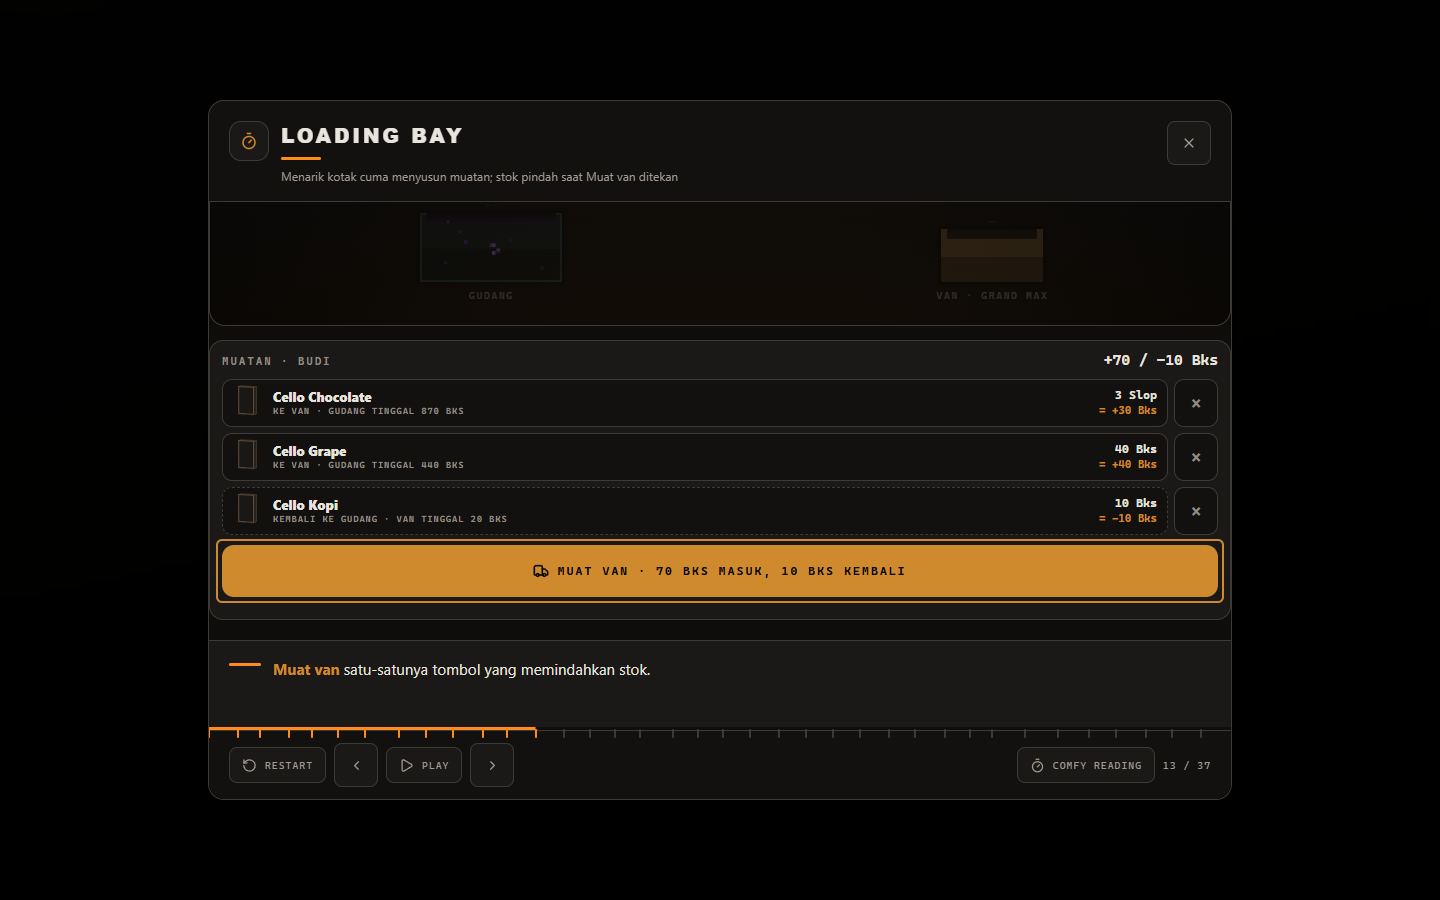 LOADING BAY
Menarik kotak cuma menyusun muatan; stok pindah saat Muat van ditekan
GUDANG
VAN · GRAND MAX
MUATAN · BUDI
+70 / −10 Bks
Cello Chocolate
KE VAN · GUDANG TINGGAL 870 BKS
3 Slop
= +30 Bks
×
Cello Grape
KE VAN · GUDANG TINGGAL 440 BKS
40 Bks
= +40 Bks
×
Cello Kopi
KEMBALI KE GUDANG · VAN TINGGAL 20 BKS
10 Bks
= −10 Bks
×
MUAT VAN · 70 BKS MASUK, 10 BKS KEMBALI
Muat van satu-satunya tombol yang memindahkan stok.
RESTART
PLAY
COMFY READING
13 / 37